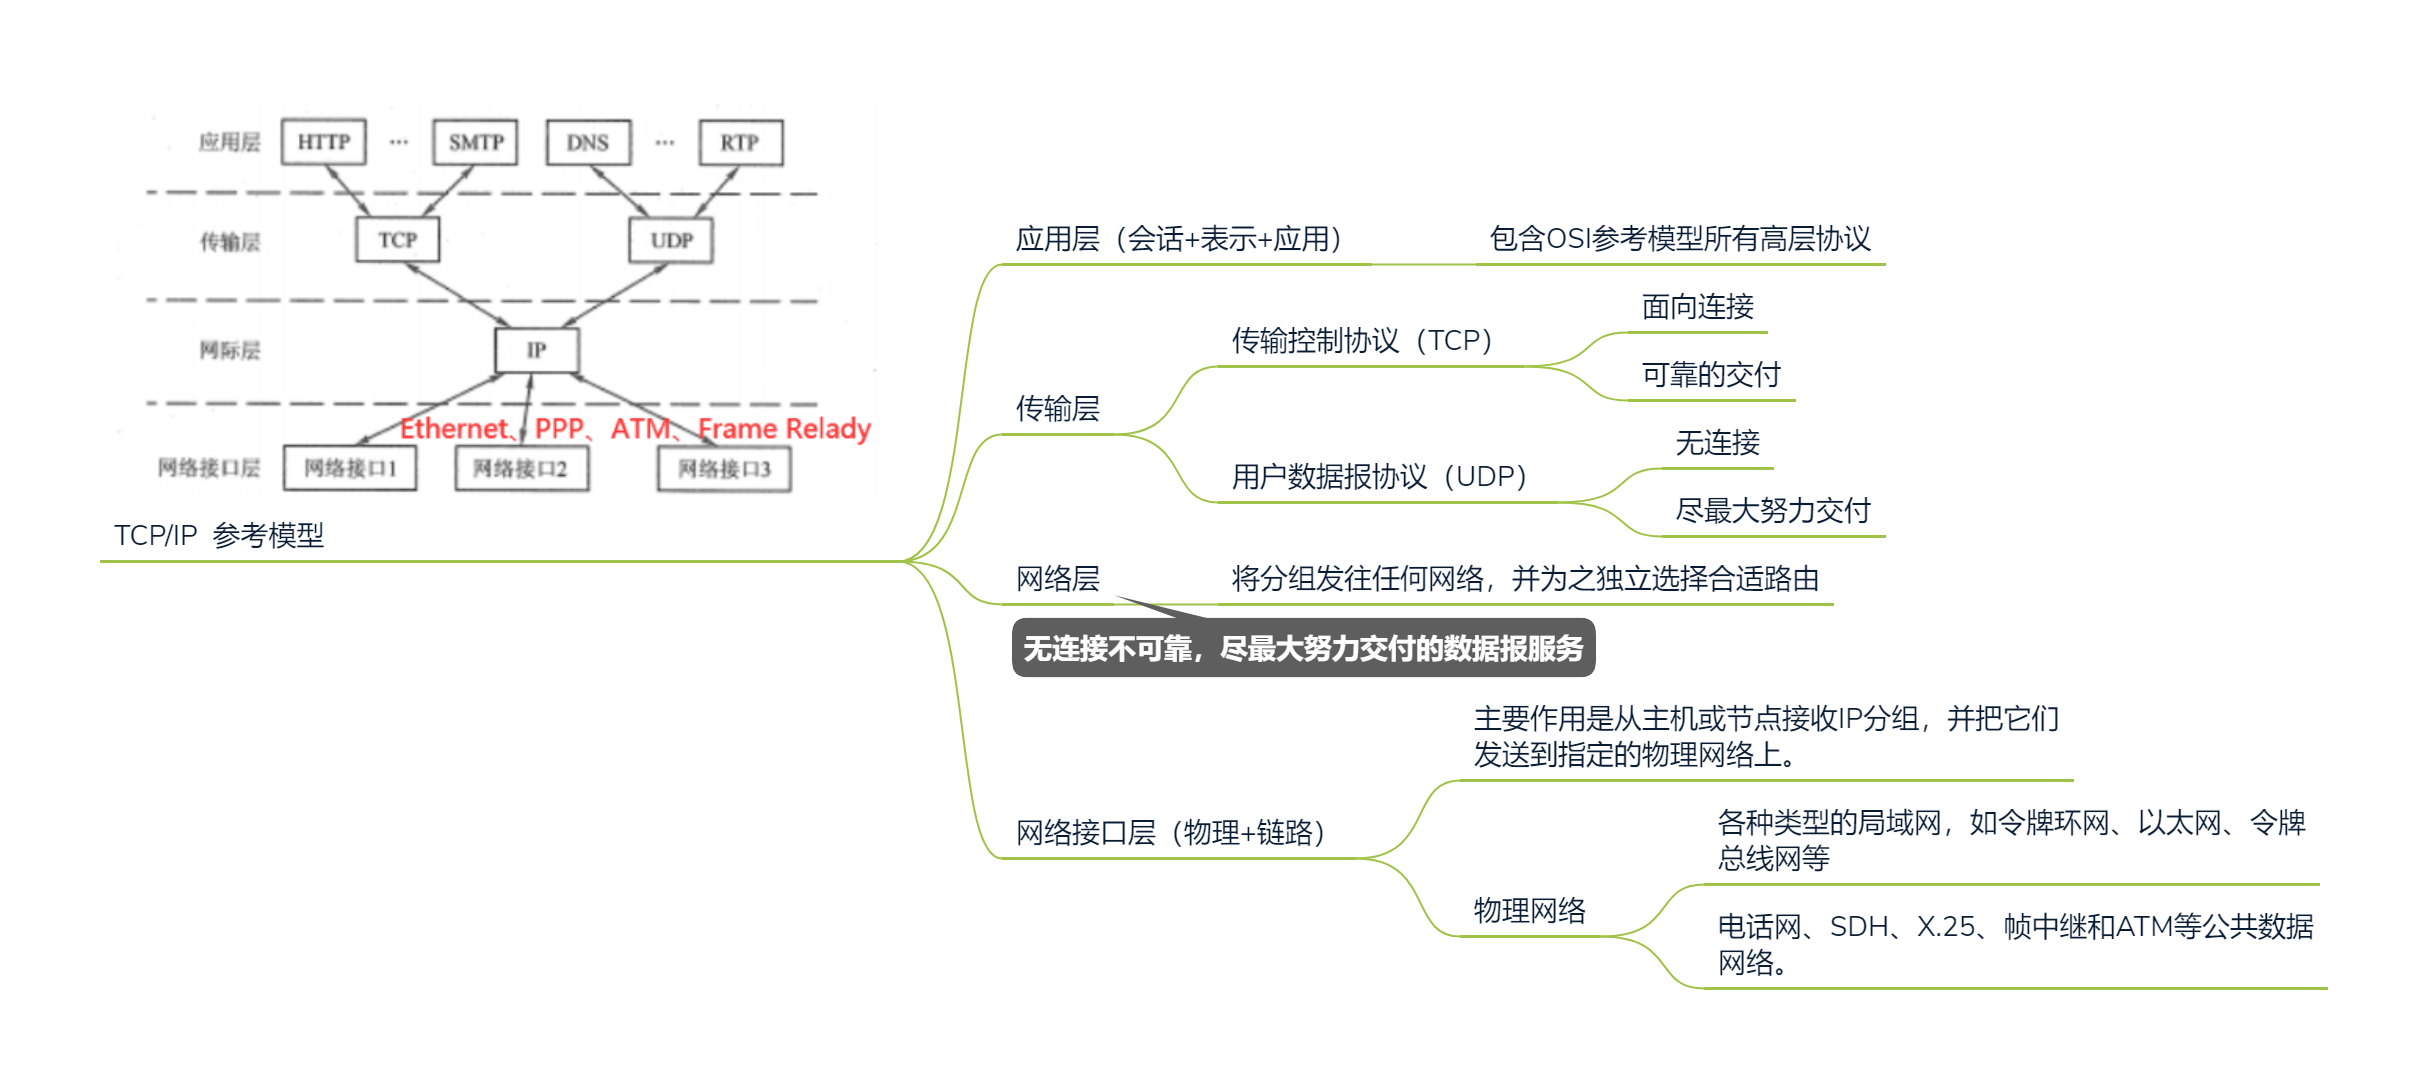 应用层 HTTP ··· SMTP DNS ··· RTP
传输层 TCP UDP
网际层 IP
Ethernet、PPP、ATM、Frame Relady
网络接口层 网络接口1 网络接口2 网络接口3
TCP/IP 参考模型
应用层（会话+表示+应用）
包含OSI参考模型所有高层协议
传输层
传输控制协议（TCP）
面向连接
可靠的交付
用户数据报协议（UDP）
无连接
尽最大努力交付
网络层
将分组发往任何网络，并为之独立选择合适路由
无连接不可靠，尽最大努力交付的数据报服务
网络接口层（物理+链路）
主要作用是从主机或节点接收IP分组，并把它们
发送到指定的物理网络上。
物理网络
各种类型的局域网，如令牌环网、以太网、令牌
总线网等
电话网、SDH、X.25、帧中继和ATM等公共数据
网络。